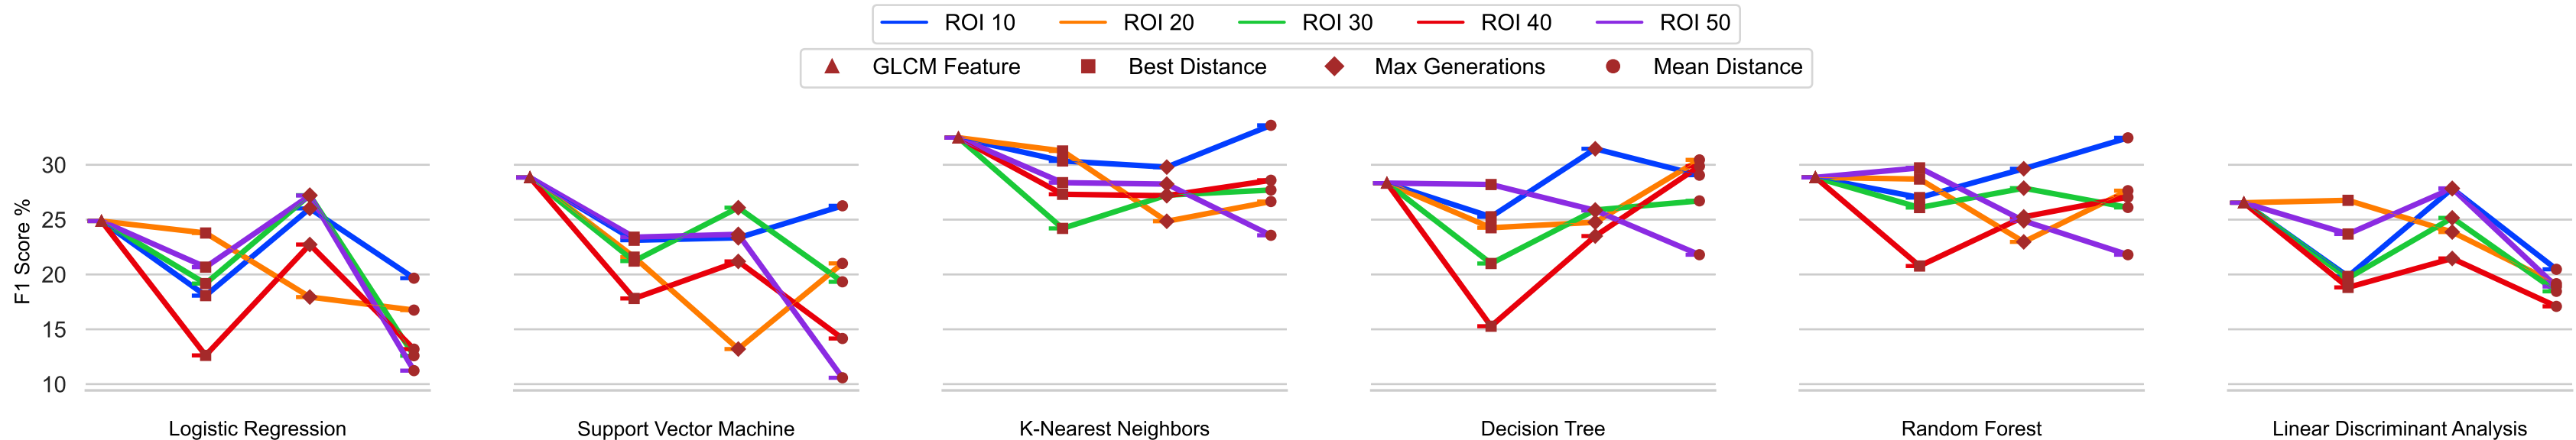 ROI 10 ROI 20 ROI 30 ROI 40 ROI 50
GLCM Feature Best Distance Max Generations Mean Distance
F1 Score %
30
25
20
15
10
Logistic Regression Support Vector Machine K-Nearest Neighbors Decision Tree Random Forest Linear Discriminant Analysis